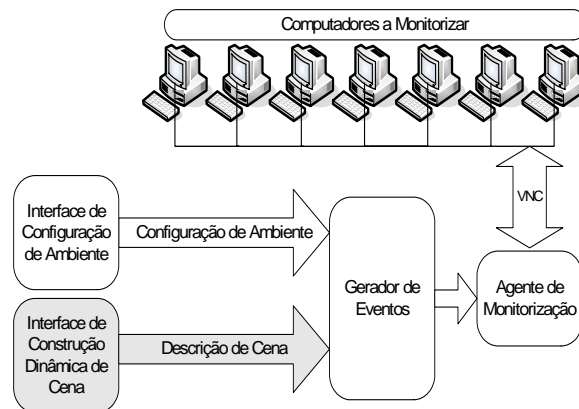 Computadores a Monitorizar
VNC
Interface de
Configuração
de Ambiente
Configuração de Ambiente
Gerador de
Eventos
Agente de
Monitorização
Interface de
Construção
Dinâmica de
Cena
Descrição de Cena